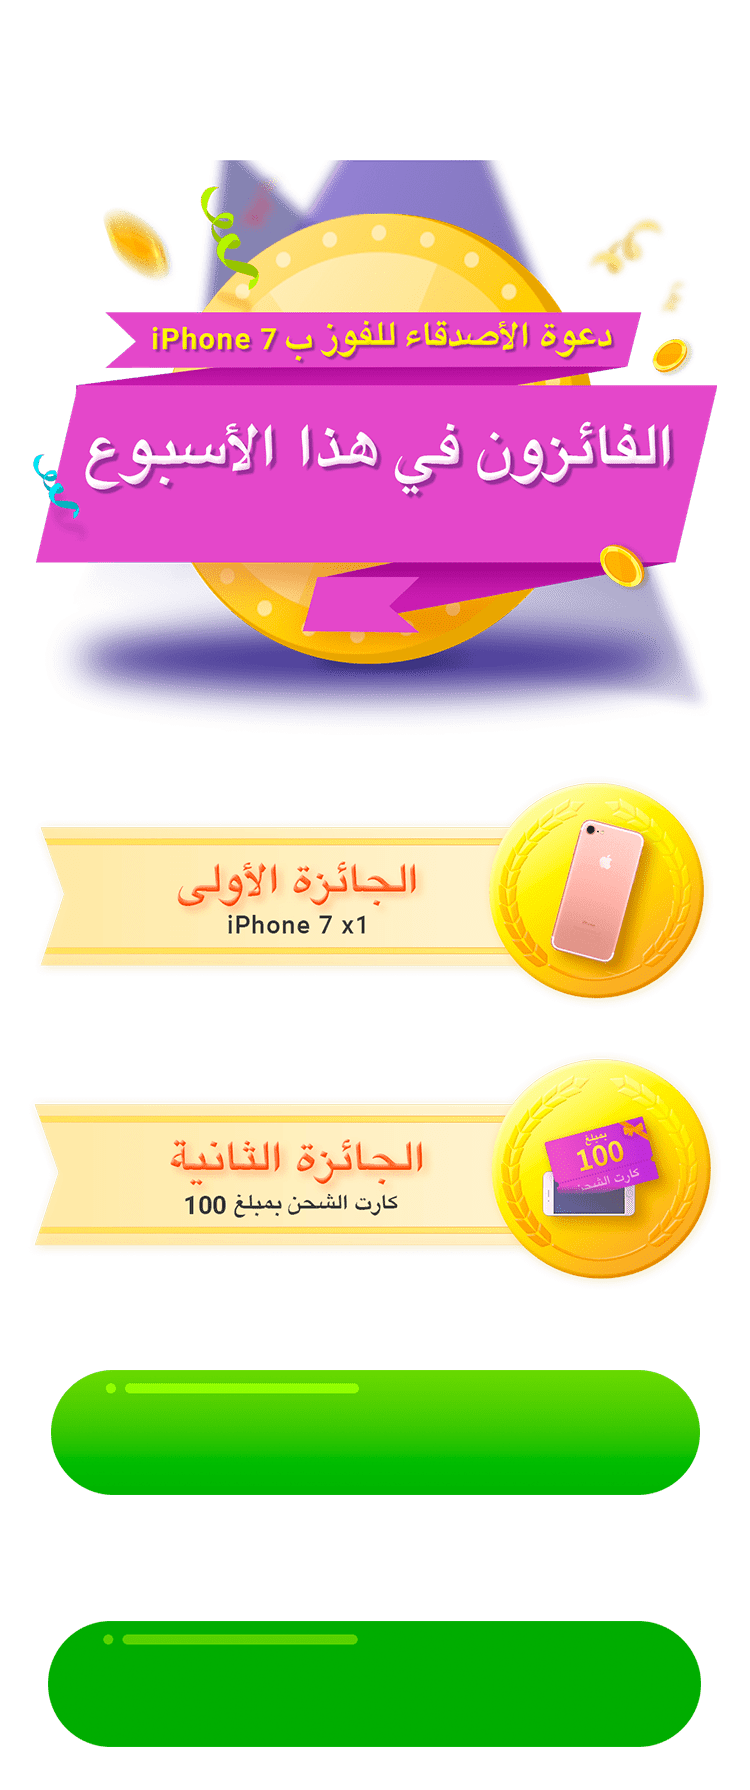 دعوة الأصدقاء للفوز ب iPhone 7
الفائزون في هذا الأسبوع
الجائزة الأولى
iPhone 7 x1
الجائزة الثانية
كارت الشحن بمبلغ 100
بمبلغ
100
كارت الشحن
iPhone